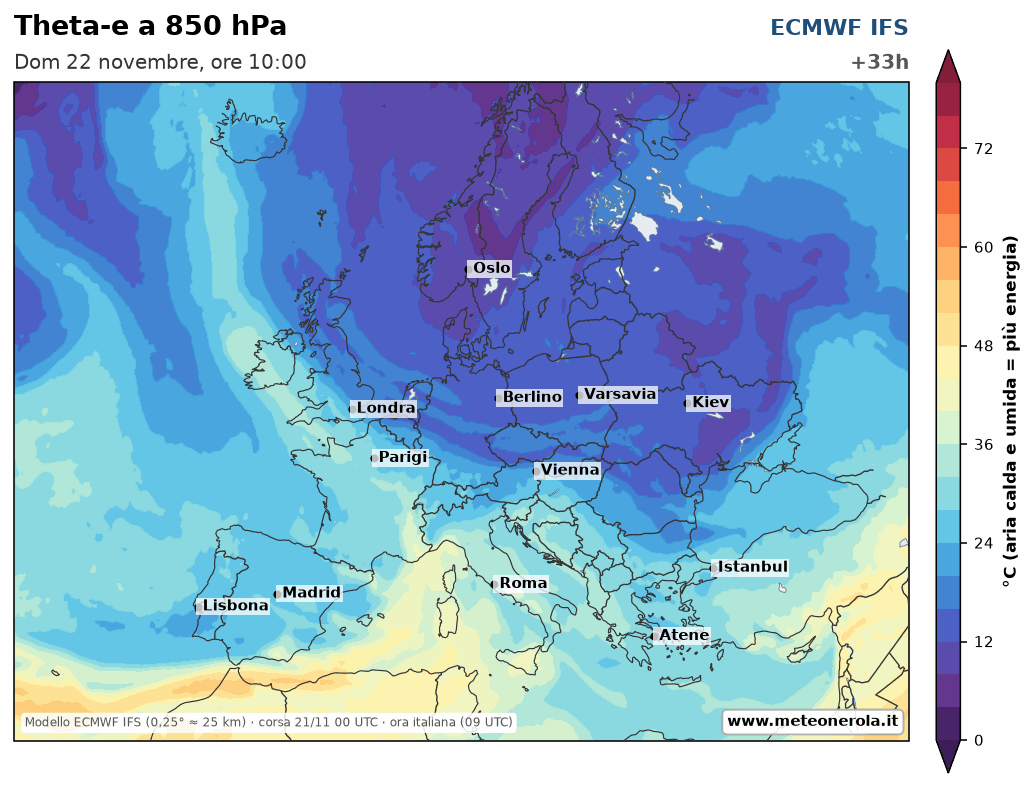 Theta-e a 850 hPa
ECMWF IFS
Dom 22 novembre, ore 10:00
+33h
72
60
48
36
24
12
0
°C (aria calda e umida = più energia)
Oslo
Berlino
Varsavia
Kiev
Londra
Parigi
Vienna
Istanbul
Roma
Madrid
Lisbona
Atene
Modello ECMWF IFS (0,25° ≈ 25 km) · corsa 21/11 00 UTC · ora italiana (09 UTC)
www.meteonerola.it